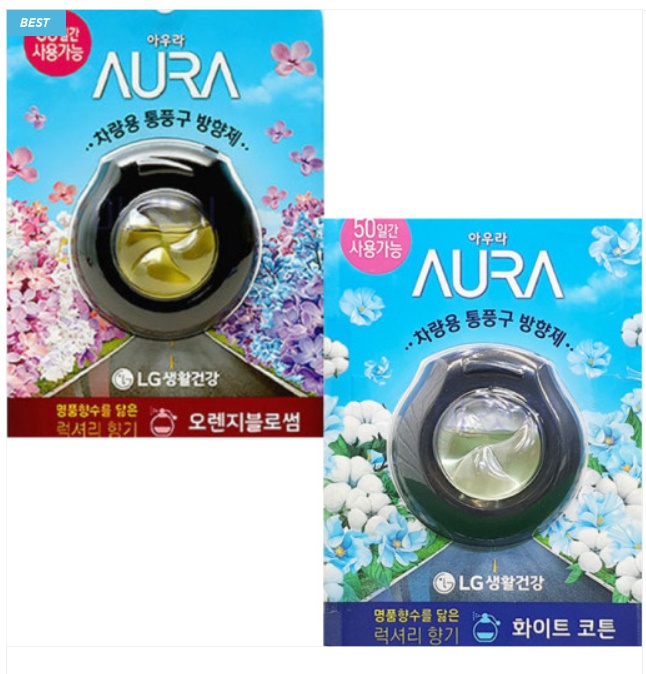 BEST
사용가능
아우라
AURA
··차량용 통풍구 방향제··
LG생활건강
명품향수를 닮은
럭셔리 향기
오렌지블로썸
50일간
사용가능
아우라
AURA
··차량용 통풍구 방향제··
LG생활건강
명품향수를 닮은
럭셔리 향기
화이트 코튼